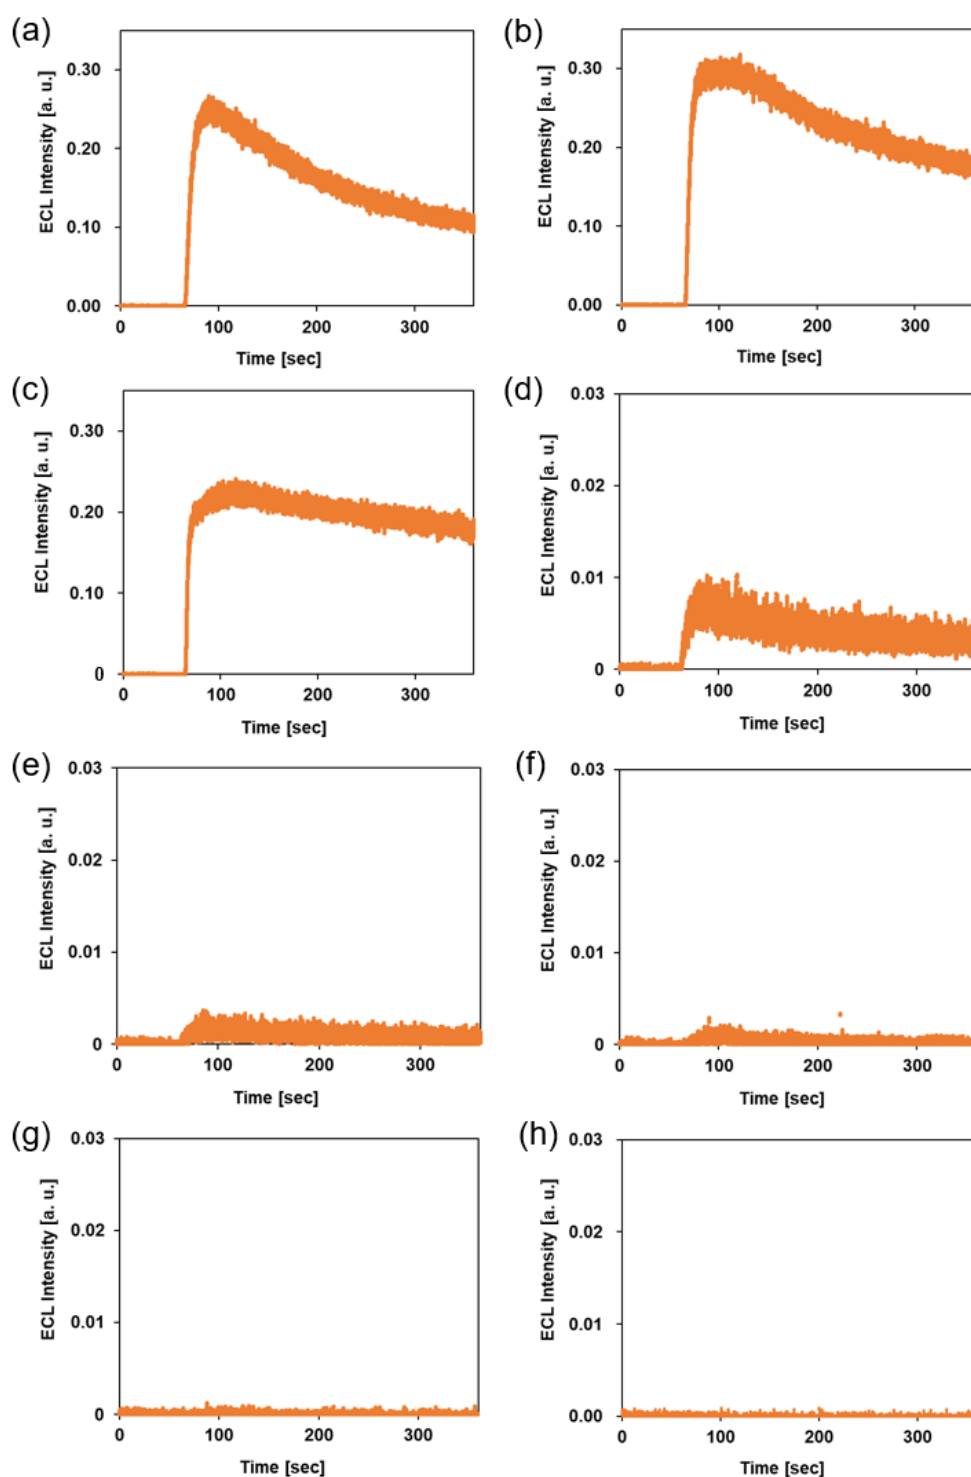 (a)
ECL Intensity [a. u.]
0.30
0.20
0.10
0.00
0 100 200 300
Time [sec]
(b)
ECL Intensity [a. u.]
0.30
0.20
0.10
0.00
0 100 200 300
Time [sec]
(c)
ECL Intensity [a. u.]
0.30
0.20
0.10
0
0 100 200 300
Time [sec]
(d)
ECL Intensity [a. u.]
0.03
0.02
0.01
0
0 100 200 300
Time [sec]
(e)
ECL Intensity [a. u.]
0.03
0.02
0.01
0
0 100 200 300
Time [sec]
(f)
ECL Intensity [a. u.]
0.03
0.02
0.01
0
0 100 200 300
Time [sec]
(g)
ECL Intensity [a. u.]
0.03
0.02
0.01
0
0 100 200 300
Time [sec]
(h)
ECL Intensity [a. u.]
0.03
0.02
0.01
0.00
0 100 200 300
Time [sec]